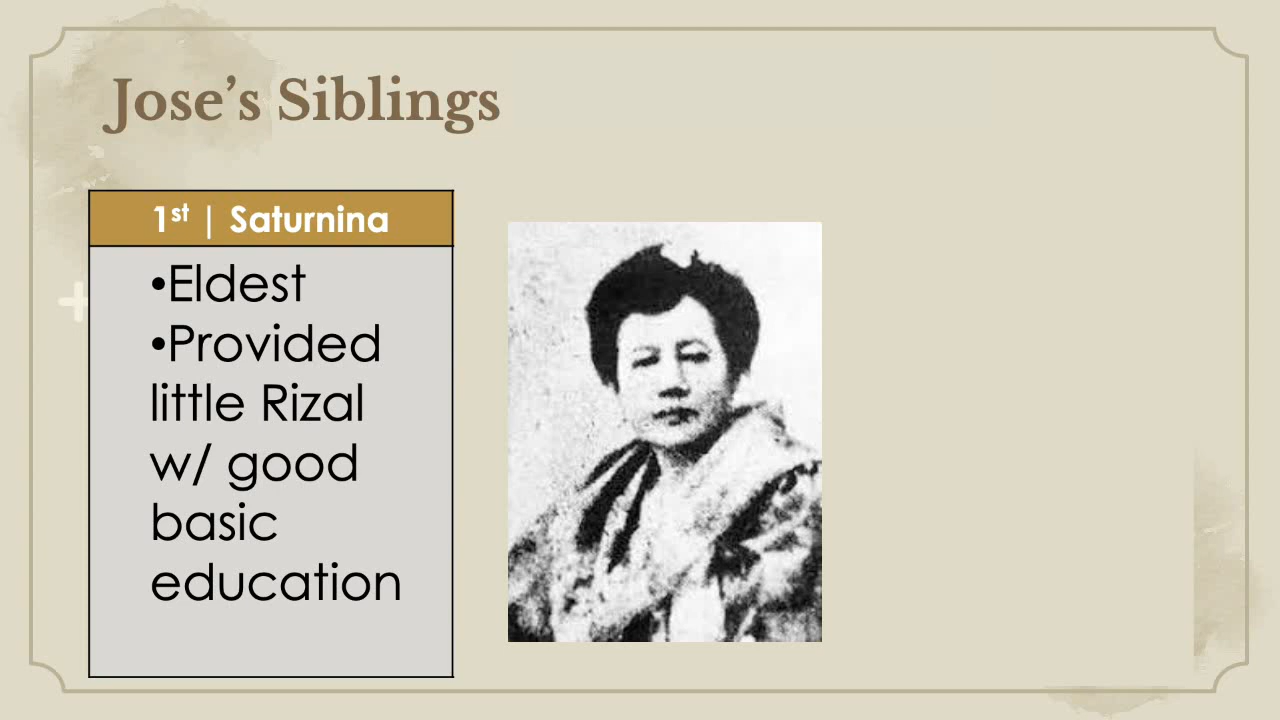 Jose’s Siblings
1st | Saturnina
•Eldest
•Provided
little Rizal
w/ good
basic
education